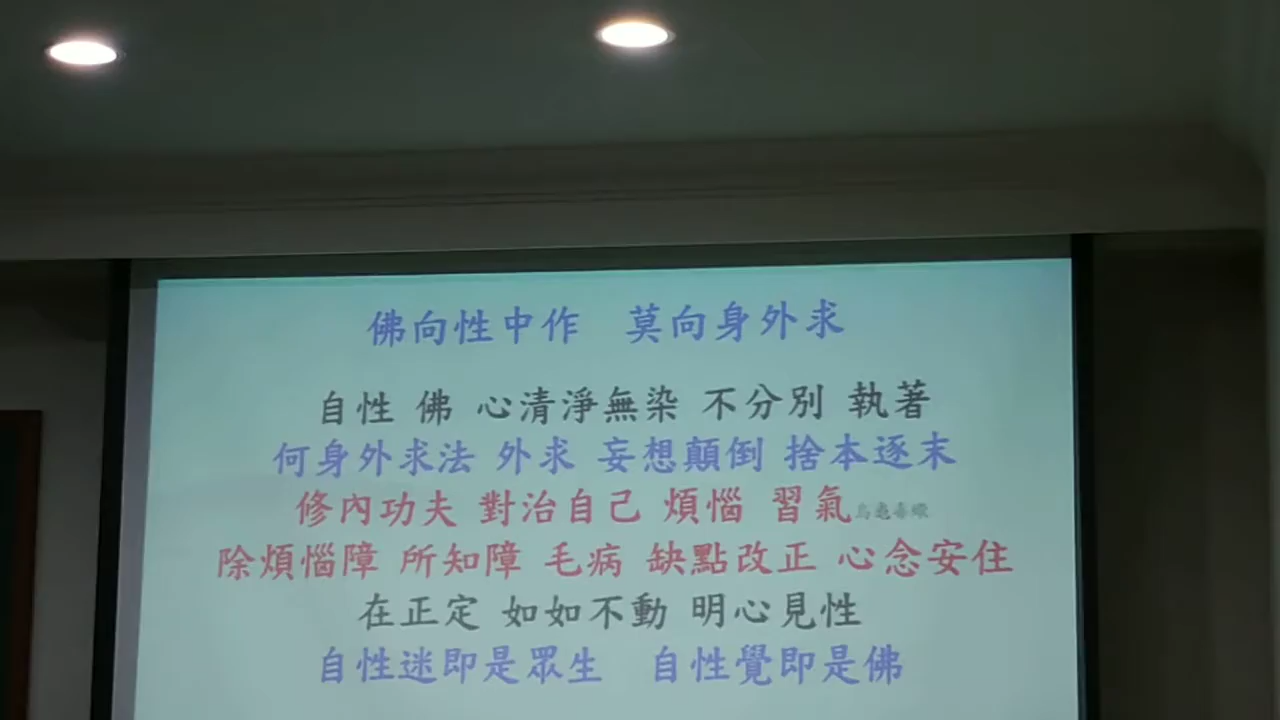 佛向性中作 莫向身外求
自性 佛 心清淨無染 不分別 執著
何身外求法 外求 妄想顛倒 捨本逐末
修內功夫 對治自己 煩惱 習氣
除煩惱障 所知障 毛病 缺點改正 心念安住
在正定 如如不動 明心見性
自性迷即是眾生 自性覺即是佛